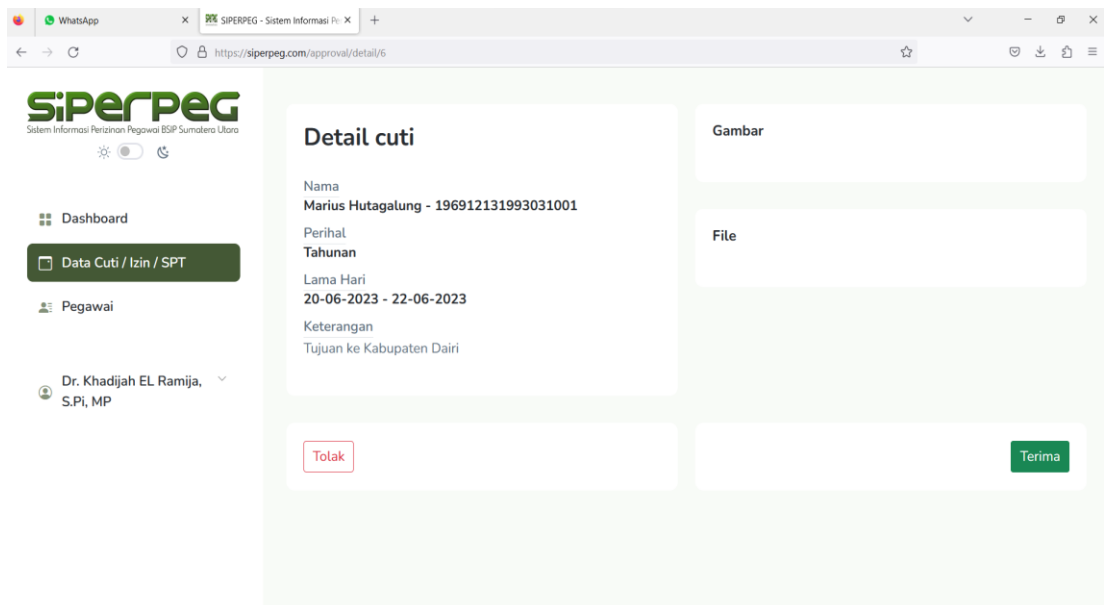 WhatsApp
SIPERPEG - Sistem Informasi Pe
https://siperpeg.com/approval/detail/6
SiPerPeG
Sistem Informasi Perizinan Pegawai BSIP Sumatera Utara
Dashboard
Data Cuti / Izin / SPT
Pegawai
Dr. Khadijah EL Ramija,
S.Pi, MP
Detail cuti
Nama
Marius Hutagalung - 196912131993031001
Perihal
Tahunan
Lama Hari
20-06-2023 - 22-06-2023
Keterangan
Tujuan ke Kabupaten Dairi
Gambar
File
Tolak
Terima